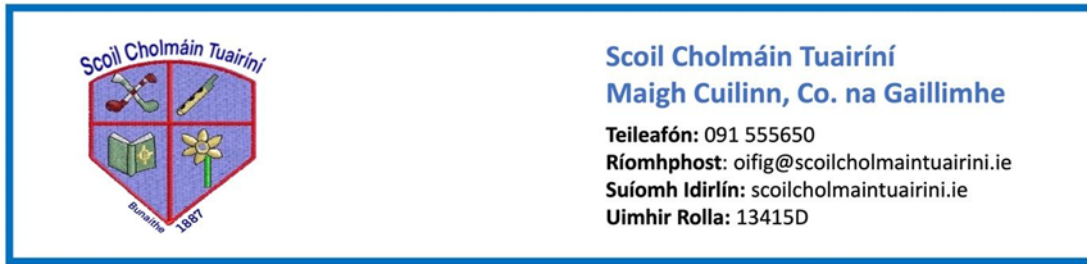 Scoil Cholmáin Tuairíní
Bunaithe 1887
Scoil Cholmáin Tuairíní
Maigh Cuilinn, Co. na Gaillimhe
Teileafón: 091 555650
Ríomhphost: oifig@scoilcholmaintuairini.ie
Suíomh Idirlín: scoilcholmaintuairini.ie
Uimhir Rolla: 13415D